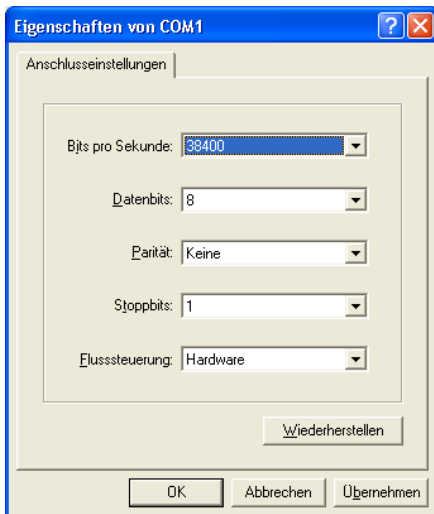 Eigenschaften von COM1
Anschlusseinstellungen
Bits pro Sekunde: 38400
Datenbits: 8
Parität: Keine
Stoppbits: 1
Flusssteuerung: Hardware
Wiederherstellen
OK Abbrechen Übernehmen